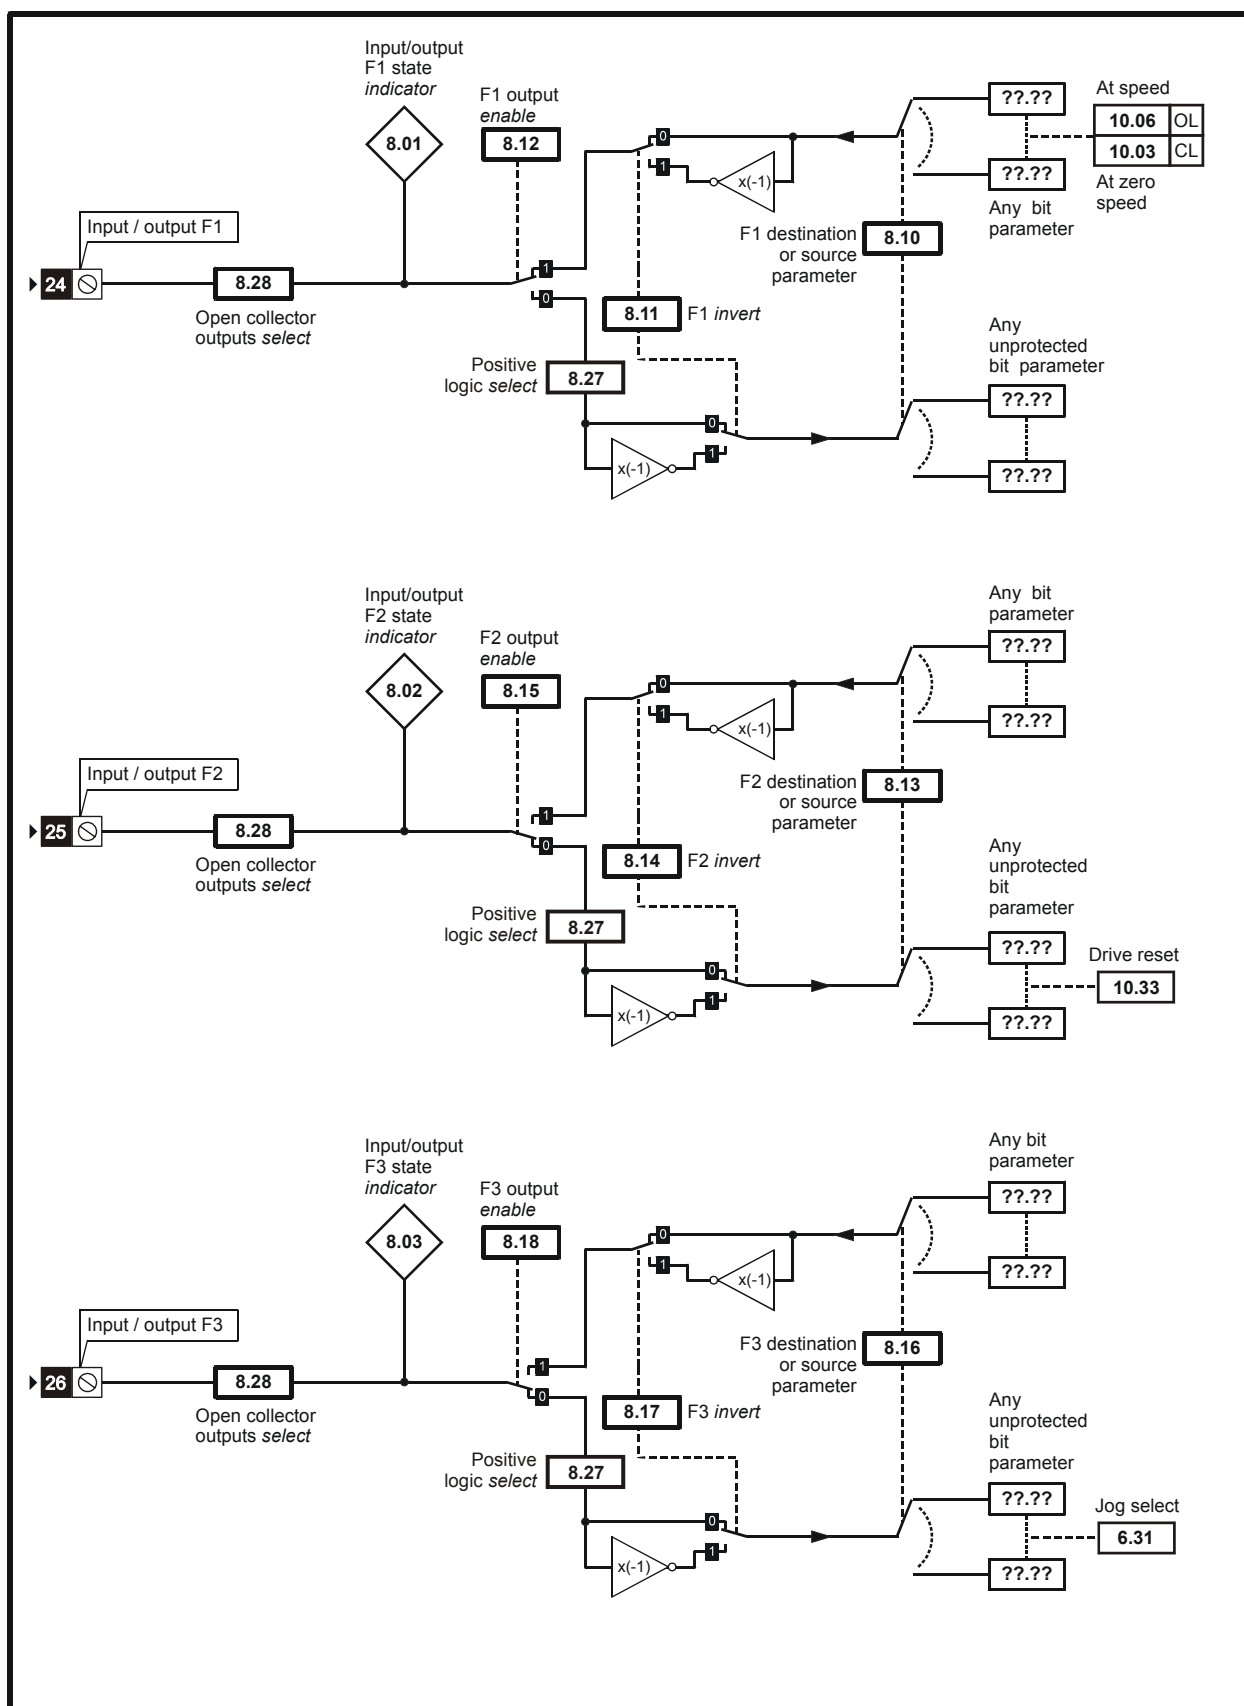 Input/output
F1 state
indicator
8.01
F1 output
enable
8.12
0
1
x(-1)
??.??
??.??
Any bit
parameter
At speed
10.06 OL
10.03 CL
At zero
speed
Input / output F1
24
8.28
Open collector
outputs select
1
0
F1 destination
or source
parameter
8.10
8.11
F1 invert
Positive
logic select
8.27
0
1
x(-1)
Any
unprotected
bit parameter
??.??
??.??
Input/output
F2 state
indicator
8.02
F2 output
enable
8.15
0
1
x(-1)
Any bit
parameter
??.??
??.??
Input / output F2
25
8.28
Open collector
outputs select
1
0
F2 destination
or source
parameter
8.13
8.14
F2 invert
Positive
logic select
8.27
0
1
x(-1)
Any
unprotected
bit
parameter
??.??
??.??
Drive reset
10.33
Input/output
F3 state
indicator
8.03
F3 output
enable
8.18
0
1
x(-1)
Any bit
parameter
??.??
??.??
Input / output F3
26
8.28
Open collector
outputs select
1
0
F3 destination
or source
parameter
8.16
8.17
F3 invert
Positive
logic select
8.27
0
1
x(-1)
Any
unprotected
bit
parameter
??.??
??.??
Jog select
6.31